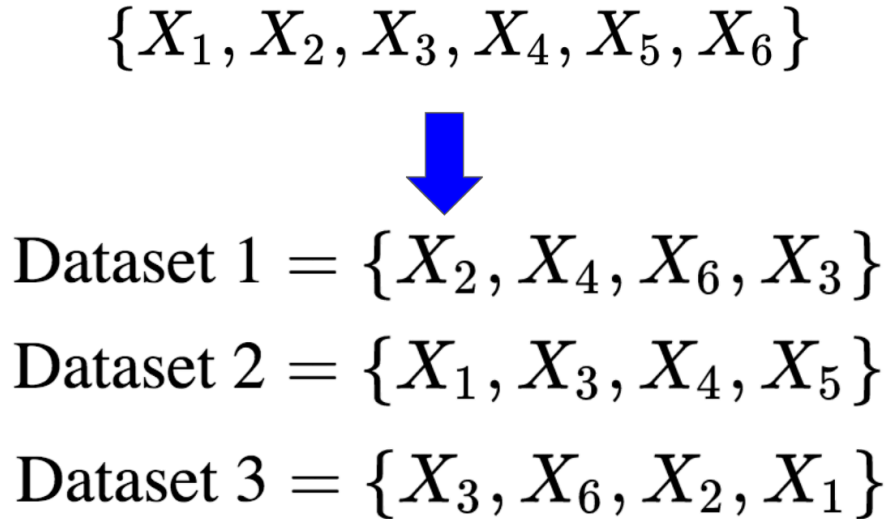 {X₁, X₂, X₃, X₄, X₅, X₆}
Dataset 1 = {X₂, X₄, X₆, X₃}
Dataset 2 = {X₁, X₃, X₄, X₅}
Dataset 3 = {X₃, X₆, X₂, X₁}